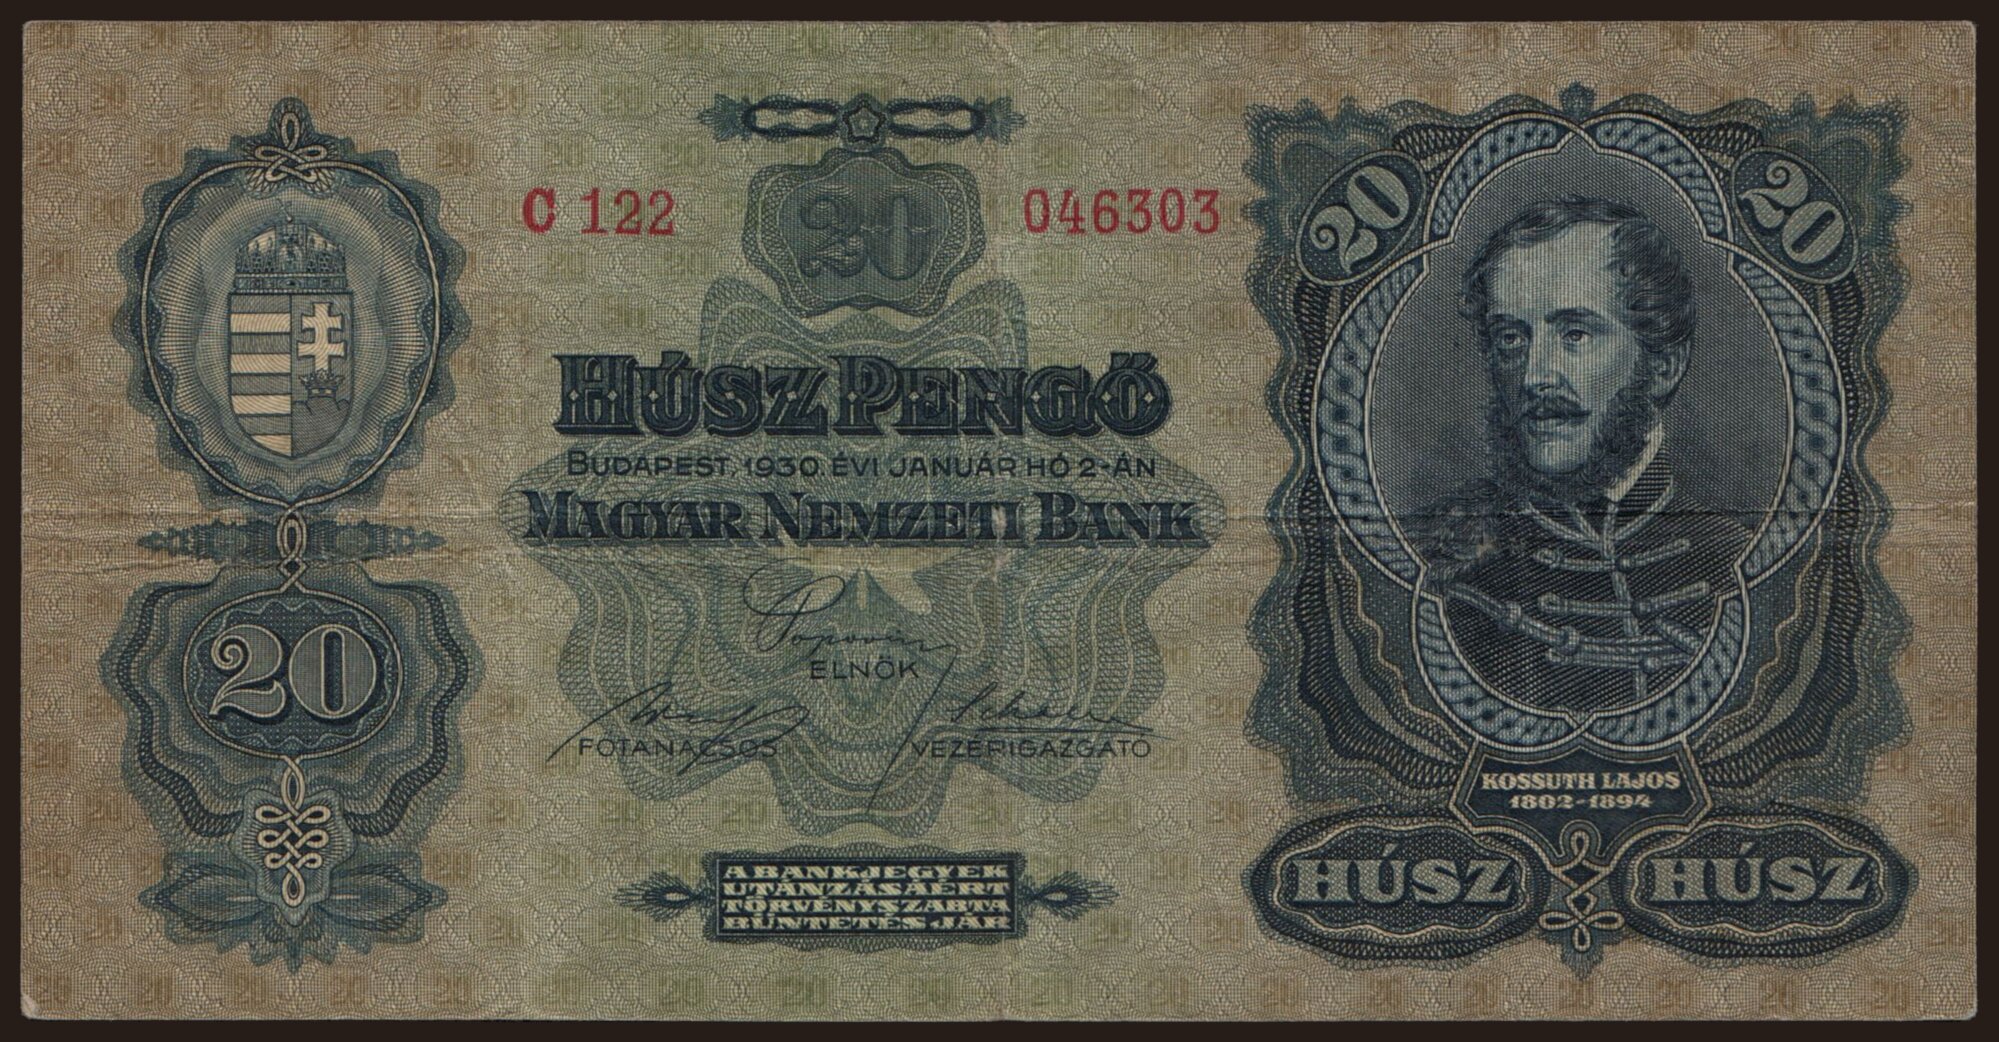 C 122
20
046303
20
20
HÚSZ PENGŐ
BUDAPEST, 1930. ÉVI JANUÁR HÓ 2-ÁN
MAGYAR NEMZETI BANK
ELNÖK
20
FŐTANÁCSOS
VEZÉRIGAZGATÓ
KOSSUTH LAJOS
1802-1894
A BANKJEGYEK
UTÁNZÁSAÉRT
TÖRVÉNYSZABTA
BÜNTETÉS JÁR
HÚSZ
HÚSZ